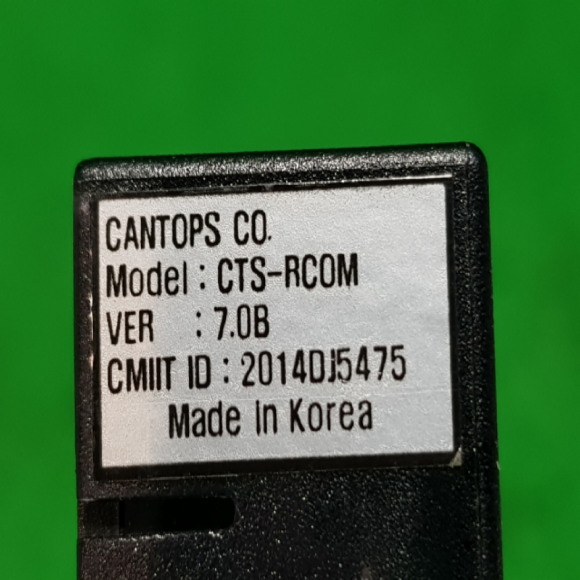 CANTOPS CO.
Model : CTS-RCOM
VER : 7.0B
CMIIT ID : 2014DJ5475
Made In Korea